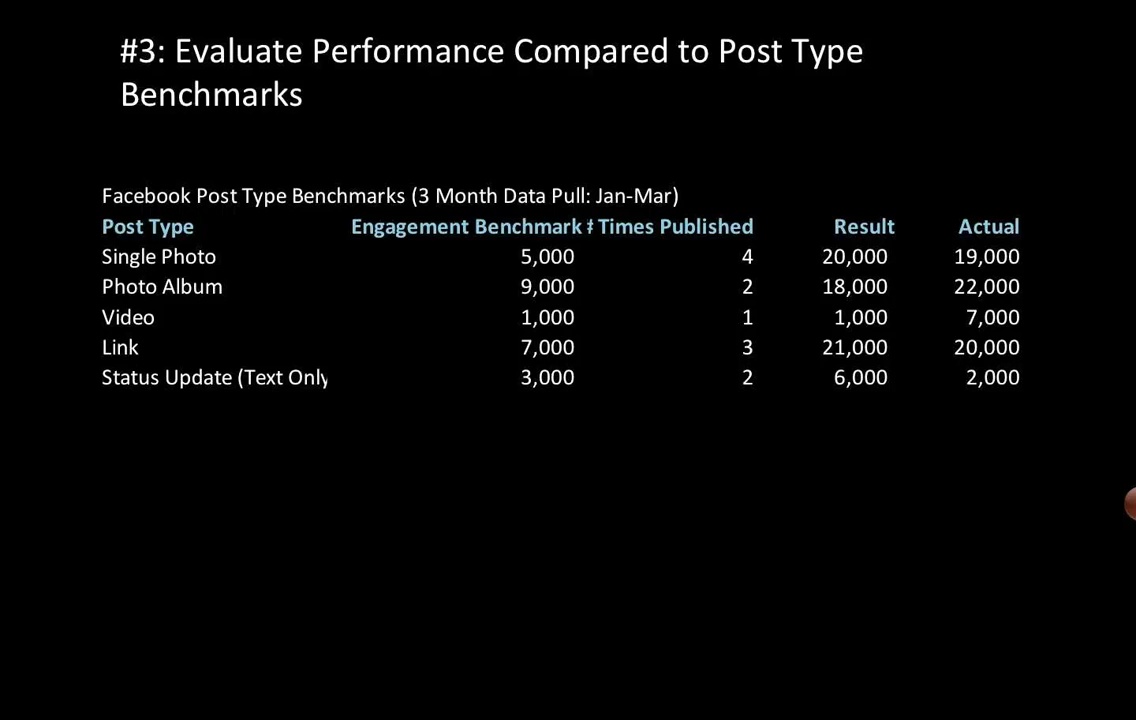 #3: Evaluate Performance Compared to Post Type
Benchmarks
Facebook Post Type Benchmarks (3 Month Data Pull: Jan-Mar)
Post Type Engagement Benchmark # Times Published Result Actual
Single Photo 5,000 4 20,000 19,000
Photo Album 9,000 2 18,000 22,000
Video 1,000 1 1,000 7,000
Link 7,000 3 21,000 20,000
Status Update (Text Only 3,000 2 6,000 2,000